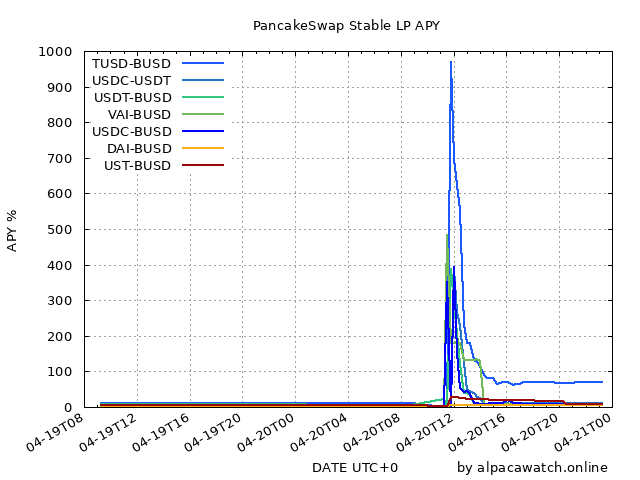 PancakeSwap Stable LP APY
1000
900
800
700
600
500
400
300
200
100
0
APY %
TUSD-BUSD
USDC-USDT
USDT-BUSD
VAI-BUSD
USDC-BUSD
DAI-BUSD
UST-BUSD
04-19T08
04-19T12
04-19T16
04-19T20
04-20T00
04-20T04
04-20T08
04-20T12
04-20T16
04-20T20
04-21T00
DATE UTC+0
by alpacawatch.online